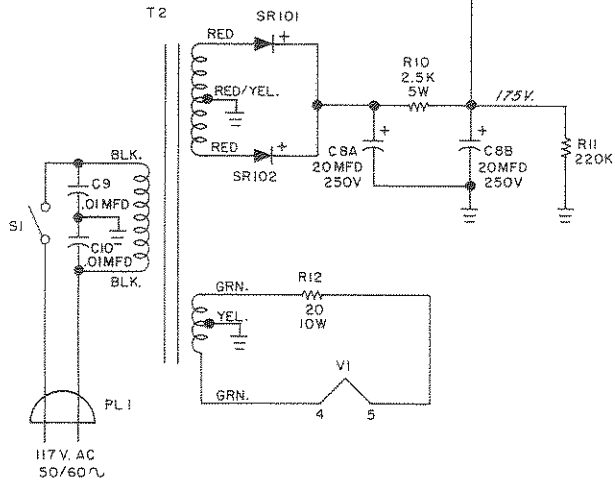 T2
SR101
RED
+
RED/YEL.
RED
+
SR102
R10
2.5K
5W
175V.
+
C8A
20MFD
250V
+
C8B
20MFD
250V
R11
220K
BLK.
C9
.01MFD
S1
C10
.01MFD
BLK.
GRN.
R12
20
10W
YEL.
V1
GRN.
4
5
PL1
117V. AC
50/60∿